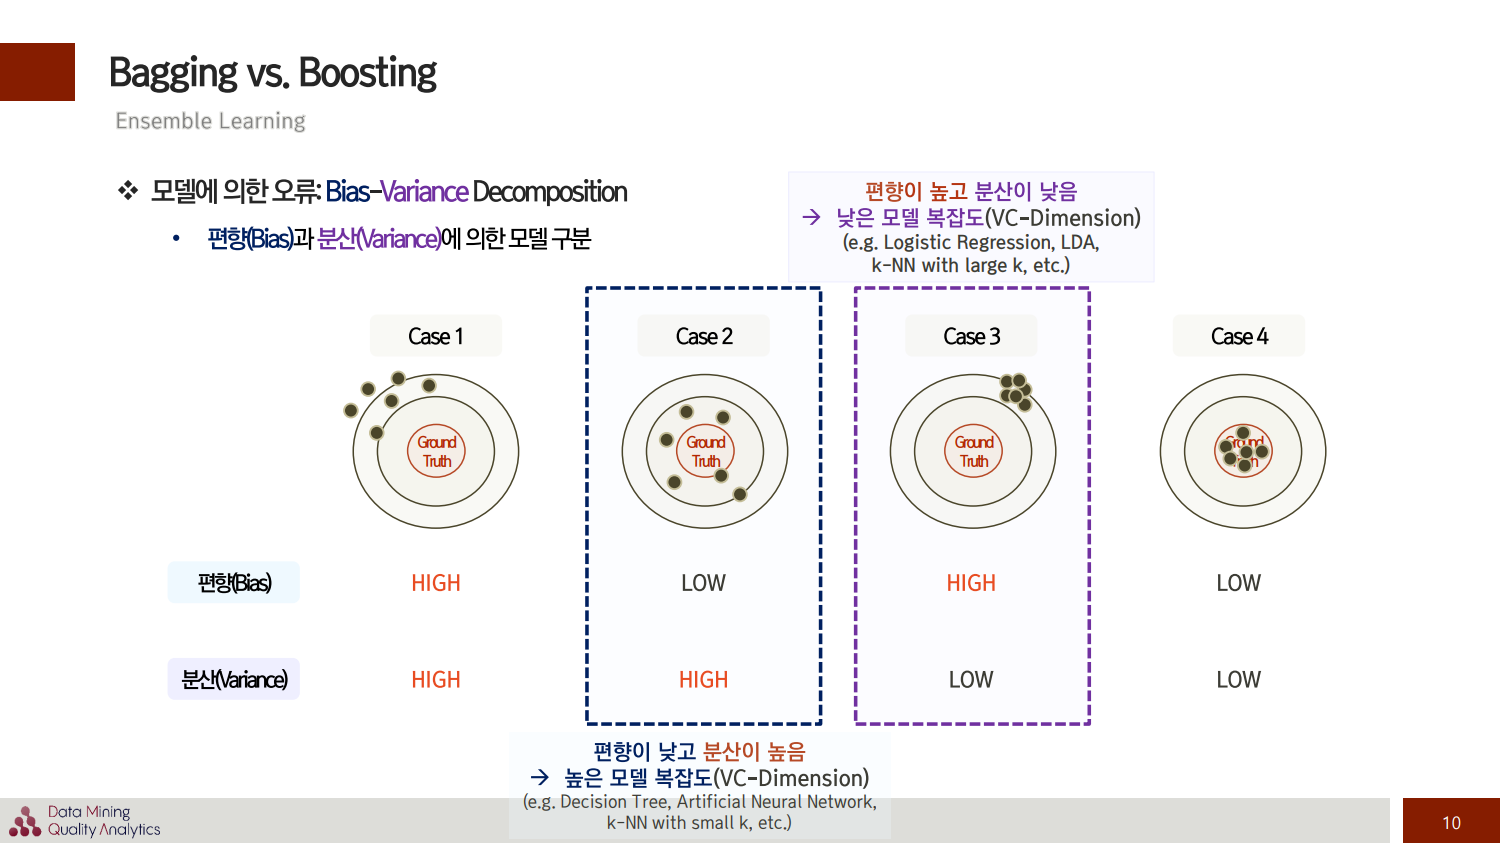 Bagging vs. Boosting
Ensemble Learning
❖ 모델에 의한 오류: Bias-Variance Decomposition
• 편향(Bias)과 분산(Variance)에 의한 모델 구분
편향이 높고 분산이 낮음
→ 낮은 모델 복잡도(VC-Dimension)
(e.g. Logistic Regression, LDA,
k-NN with large k, etc.)
Case 1
Case 2
Case 3
Case 4
Ground
Truth
Ground
Truth
Ground
Truth
Ground
Truth
편향(Bias)
HIGH
LOW
HIGH
LOW
분산(Variance)
HIGH
HIGH
LOW
LOW
편향이 낮고 분산이 높음
→ 높은 모델 복잡도(VC-Dimension)
(e.g. Decision Tree, Artificial Neural Network,
k-NN with small k, etc.)
Data Mining
Quality Analytics
10